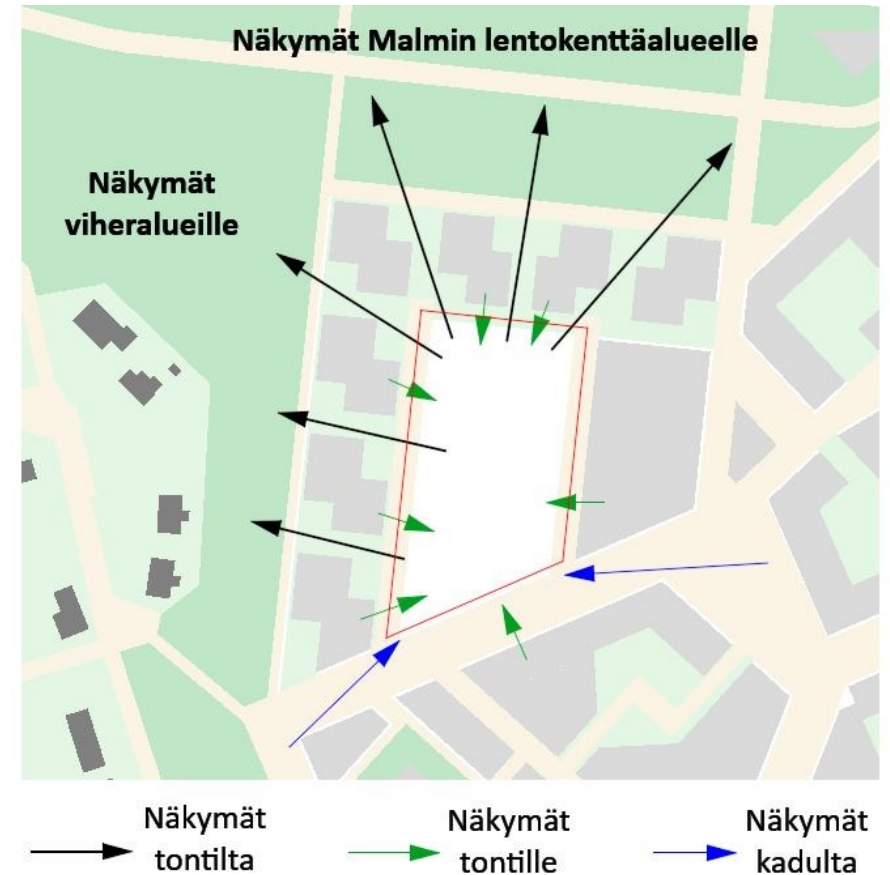 Näkymät Malmin lentokenttäalueelle
Näkymät
viheralueille
Näkymät
tontilta
Näkymät
tontille
Näkymät
kadulta